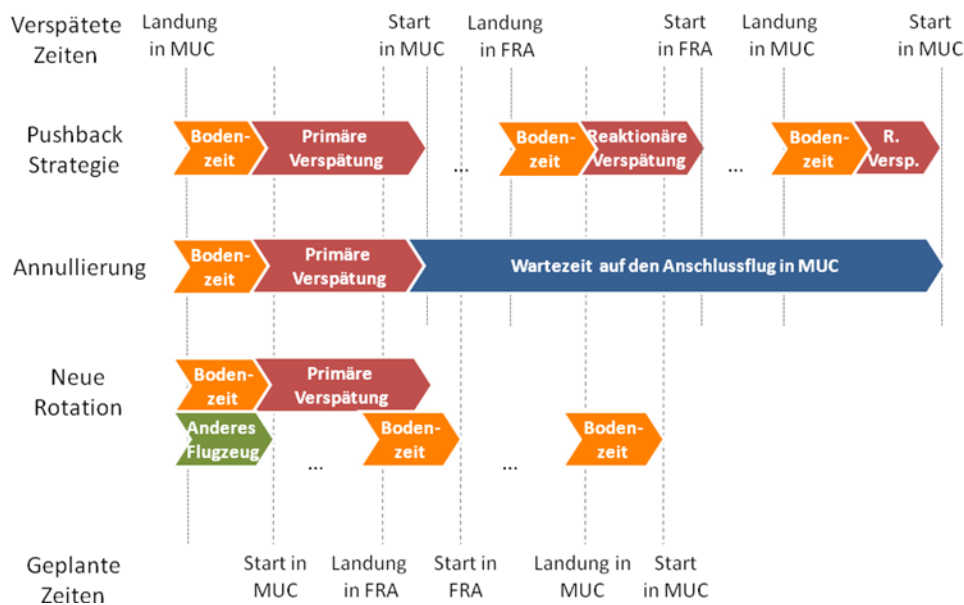 Verspätete
Zeiten
Landung
in MUC
Start
in MUC
Landung
in FRA
Start
in FRA
Landung
in MUC
Start
in MUC
Pushback
Strategie
Boden-
zeit
Primäre
Verspätung
...
Boden-
zeit
Reaktionäre
Verspätung
...
Boden-
zeit
R.
Versp.
Annullierung
Boden-
zeit
Primäre
Verspätung
Wartezeit auf den Anschlussflug in MUC
Neue
Rotation
Boden-
zeit
Primäre
Verspätung
Anderes
Flugzeug
...
Boden-
zeit
...
Boden-
zeit
Geplante
Zeiten
Start in
MUC
Landung
in FRA
Start in
FRA
Landung in
MUC
Start
in MUC